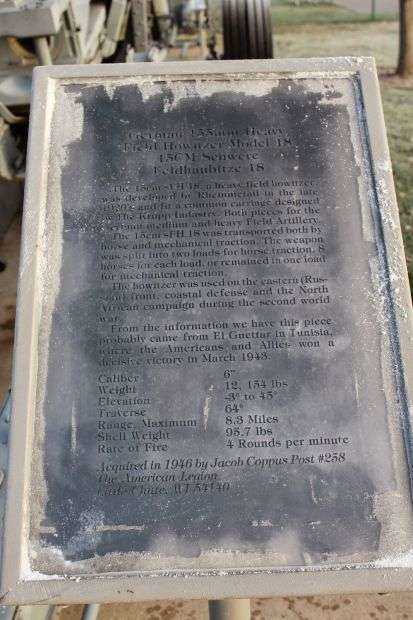 German 155mm Heavy
Field Howitzer Model 18
15CM Schwere
Feldhaubitze 18
The 15cm sFH 18, a heavy field howitzer
was developed by Rheinmetall in the late
1920's and fit a common carriage designed
by The Krupp Industry. Both pieces for the
German medium and heavy Field Artillery.
The 15cm sFH 18 was transported both by
horse and mechanical traction. The weapon
was split into two loads for horse traction, 8
horses for each load, or remained in one load
for mechanical traction.
The howitzer was used on the eastern (Rus-
sian) front, coastal defense and the North
African campaign during the second world
war.
From the information we have this piece
probably came from El Guettar in Tunisia,
where the Americans and Allies won a
decisive victory in March 1943.
Caliber 6"
Weight 12, 154 lbs
Elevation -3° to 45°
Traverse 64°
Range, Maximum 8.3 Miles
Shell Weight 95.7 lbs
Rate of Fire 4 Rounds per minute
Acquired in 1946 by Jacob Coppus Post #258
The American Legion
Little Chute, WI 54140